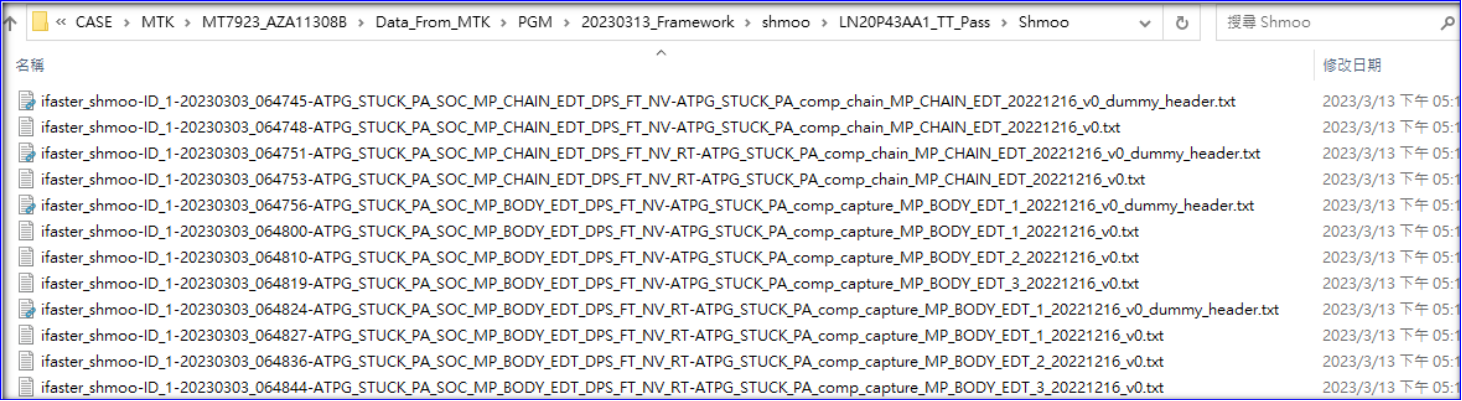 « CASE > MTK > MT7923_AZA11308B > Data_From_MTK > PGM > 20230313_Framework > shmoo > LN20P43AA1_TT_Pass > Shmoo 搜尋 Shmoo
名稱 修改日期
ifaster_shmoo-ID_1-20230303_064745-ATPG_STUCK_PA_SOC_MP_CHAIN_EDT_DPS_FT_NV-ATPG_STUCK_PA_comp_chain_MP_CHAIN_EDT_20221216_v0_dummy_header.txt 2023/3/13 下午 05:1
ifaster_shmoo-ID_1-20230303_064748-ATPG_STUCK_PA_SOC_MP_CHAIN_EDT_DPS_FT_NV-ATPG_STUCK_PA_comp_chain_MP_CHAIN_EDT_20221216_v0.txt 2023/3/13 下午 05:1
ifaster_shmoo-ID_1-20230303_064751-ATPG_STUCK_PA_SOC_MP_CHAIN_EDT_DPS_FT_NV_RT-ATPG_STUCK_PA_comp_chain_MP_CHAIN_EDT_20221216_v0_dummy_header.txt 2023/3/13 下午 05:1
ifaster_shmoo-ID_1-20230303_064753-ATPG_STUCK_PA_SOC_MP_CHAIN_EDT_DPS_FT_NV_RT-ATPG_STUCK_PA_comp_chain_MP_CHAIN_EDT_20221216_v0.txt 2023/3/13 下午 05:1
ifaster_shmoo-ID_1-20230303_064756-ATPG_STUCK_PA_SOC_MP_BODY_EDT_DPS_FT_NV-ATPG_STUCK_PA_comp_capture_MP_BODY_EDT_1_20221216_v0_dummy_header.txt 2023/3/13 下午 05:1
ifaster_shmoo-ID_1-20230303_064800-ATPG_STUCK_PA_SOC_MP_BODY_EDT_DPS_FT_NV-ATPG_STUCK_PA_comp_capture_MP_BODY_EDT_1_20221216_v0.txt 2023/3/13 下午 05:1
ifaster_shmoo-ID_1-20230303_064810-ATPG_STUCK_PA_SOC_MP_BODY_EDT_DPS_FT_NV-ATPG_STUCK_PA_comp_capture_MP_BODY_EDT_2_20221216_v0.txt 2023/3/13 下午 05:1
ifaster_shmoo-ID_1-20230303_064819-ATPG_STUCK_PA_SOC_MP_BODY_EDT_DPS_FT_NV-ATPG_STUCK_PA_comp_capture_MP_BODY_EDT_3_20221216_v0.txt 2023/3/13 下午 05:1
ifaster_shmoo-ID_1-20230303_064824-ATPG_STUCK_PA_SOC_MP_BODY_EDT_DPS_FT_NV_RT-ATPG_STUCK_PA_comp_capture_MP_BODY_EDT_1_20221216_v0_dummy_header.txt 2023/3/13 下午 05:1
ifaster_shmoo-ID_1-20230303_064827-ATPG_STUCK_PA_SOC_MP_BODY_EDT_DPS_FT_NV_RT-ATPG_STUCK_PA_comp_capture_MP_BODY_EDT_1_20221216_v0.txt 2023/3/13 下午 05:1
ifaster_shmoo-ID_1-20230303_064836-ATPG_STUCK_PA_SOC_MP_BODY_EDT_DPS_FT_NV_RT-ATPG_STUCK_PA_comp_capture_MP_BODY_EDT_2_20221216_v0.txt 2023/3/13 下午 05:1
ifaster_shmoo-ID_1-20230303_064844-ATPG_STUCK_PA_SOC_MP_BODY_EDT_DPS_FT_NV_RT-ATPG_STUCK_PA_comp_capture_MP_BODY_EDT_3_20221216_v0.txt 2023/3/13 下午 05:1